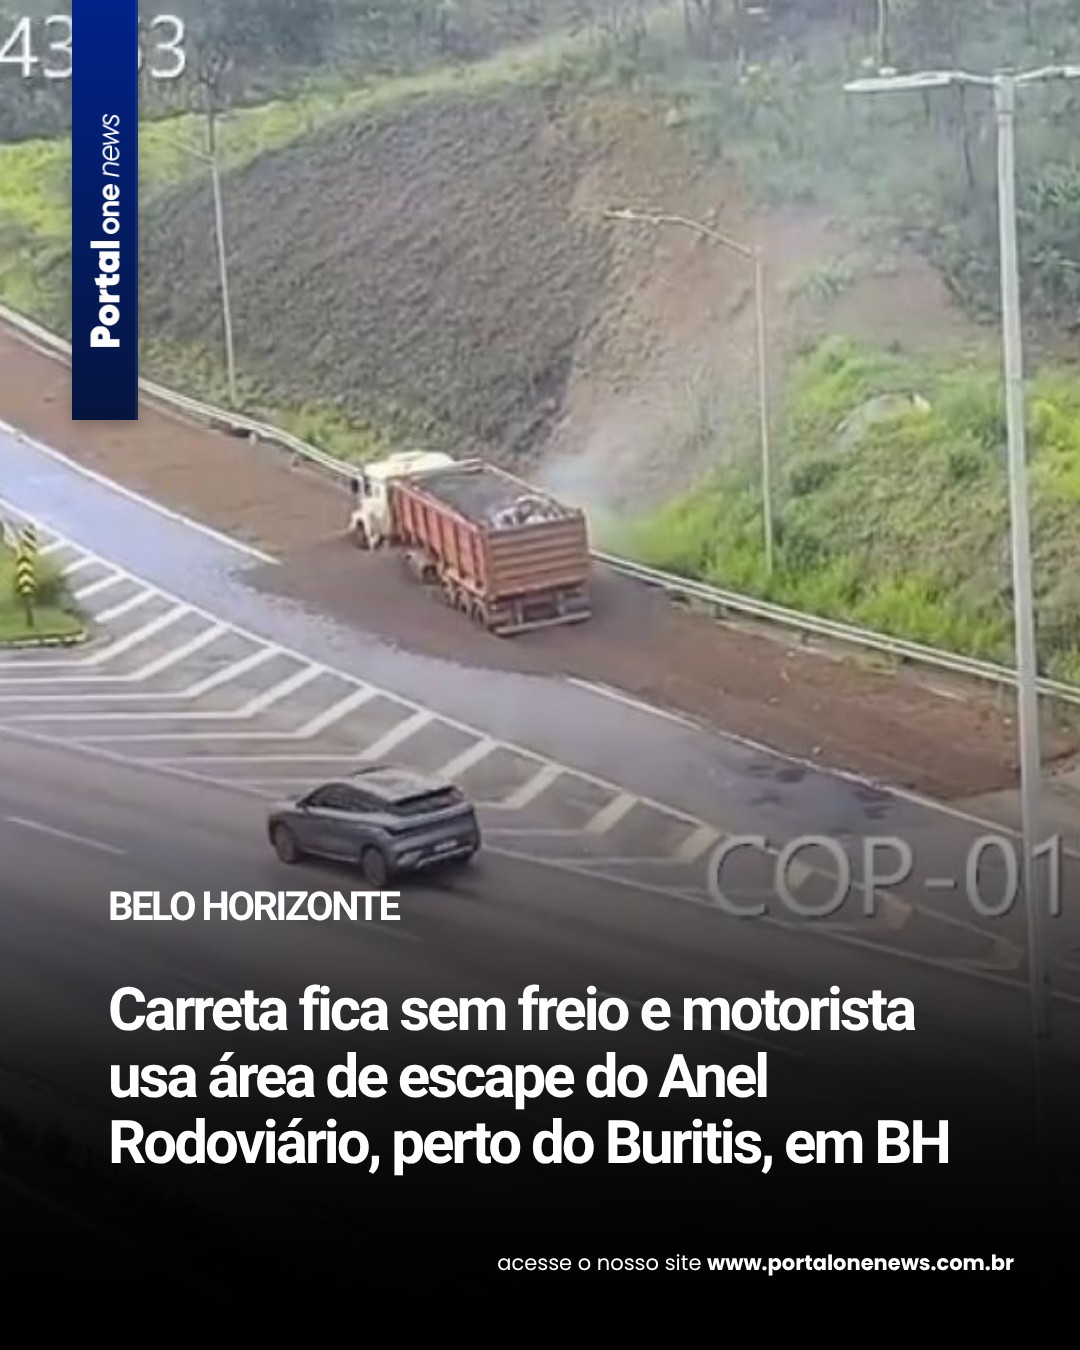 Portal one news
COP-01
BELO HORIZONTE
Carreta fica sem freio e motorista
usa área de escape do Anel
Rodoviário, perto do Buritis, em BH
acesse o nosso site www.portalonenews.com.br